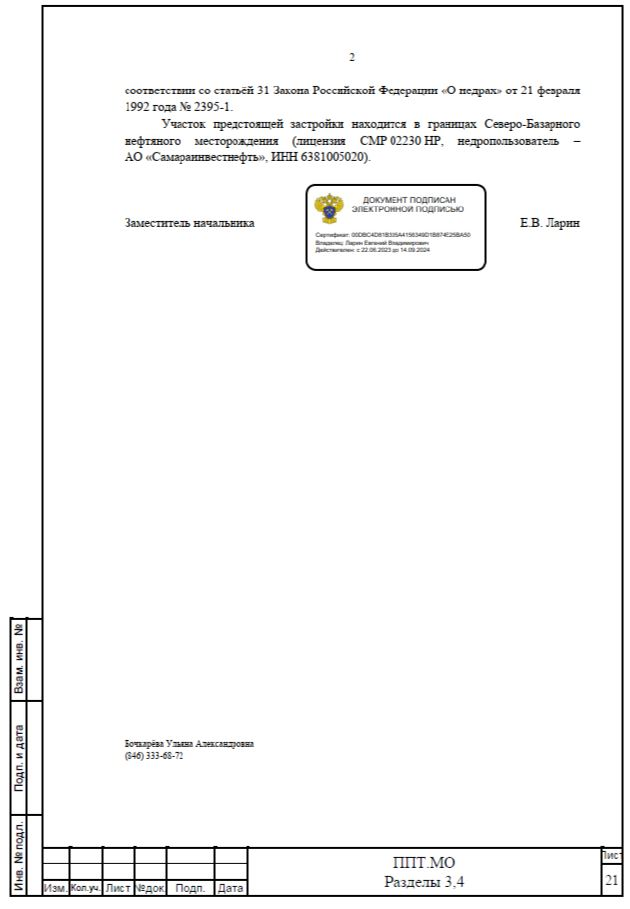 2
соответствии со статьёй 31 Закона Российской Федерации «О недрах» от 21 февраля
1992 года № 2395-1.
Участок предстоящей застройки находится в границах Северо-Базарного
нефтяного месторождения (лицензия СМР 02230 НР, недропользователь –
АО «Самараинвестнефть», ИНН 6381005020).
Заместитель начальника
ДОКУМЕНТ ПОДПИСАН
ЭЛЕКТРОННОЙ ПОДПИСЬЮ
Сертификат:
Владелец: Ларин Евгений Владимирович
Действителен: с 22.06.2023 до 14.09.2024
Е.В. Ларин
Бочкарёва Ульяна Александровна
(846) 333-68-72
Взам. инв. №
Подп. и дата
Инв. № подл.
Изм. Кол.уч. Лист №док Подп. Дата
ППТ.МО
Разделы 3,4
Лист
21